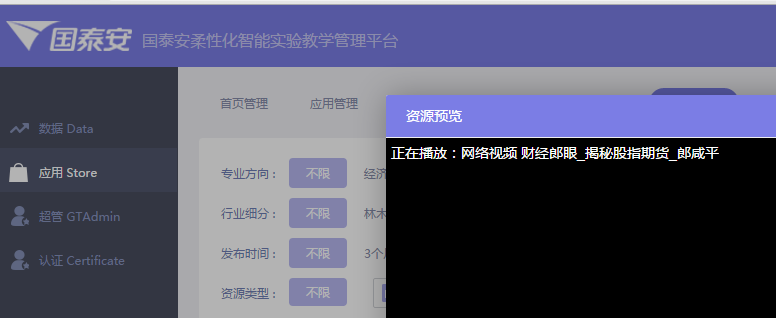 国泰安 国泰安柔性化智能实验教学管理平台
首页管理 应用管理
资源预览
正在播放：网络视频 财经郎眼_揭秘股指期货_郎咸平
数据 Data
应用 Store
超管 GTAdmin
认证 Certificate
专业方向： 不限 经济
行业细分： 不限 林木
发布时间： 不限 3个
资源类型： 不限